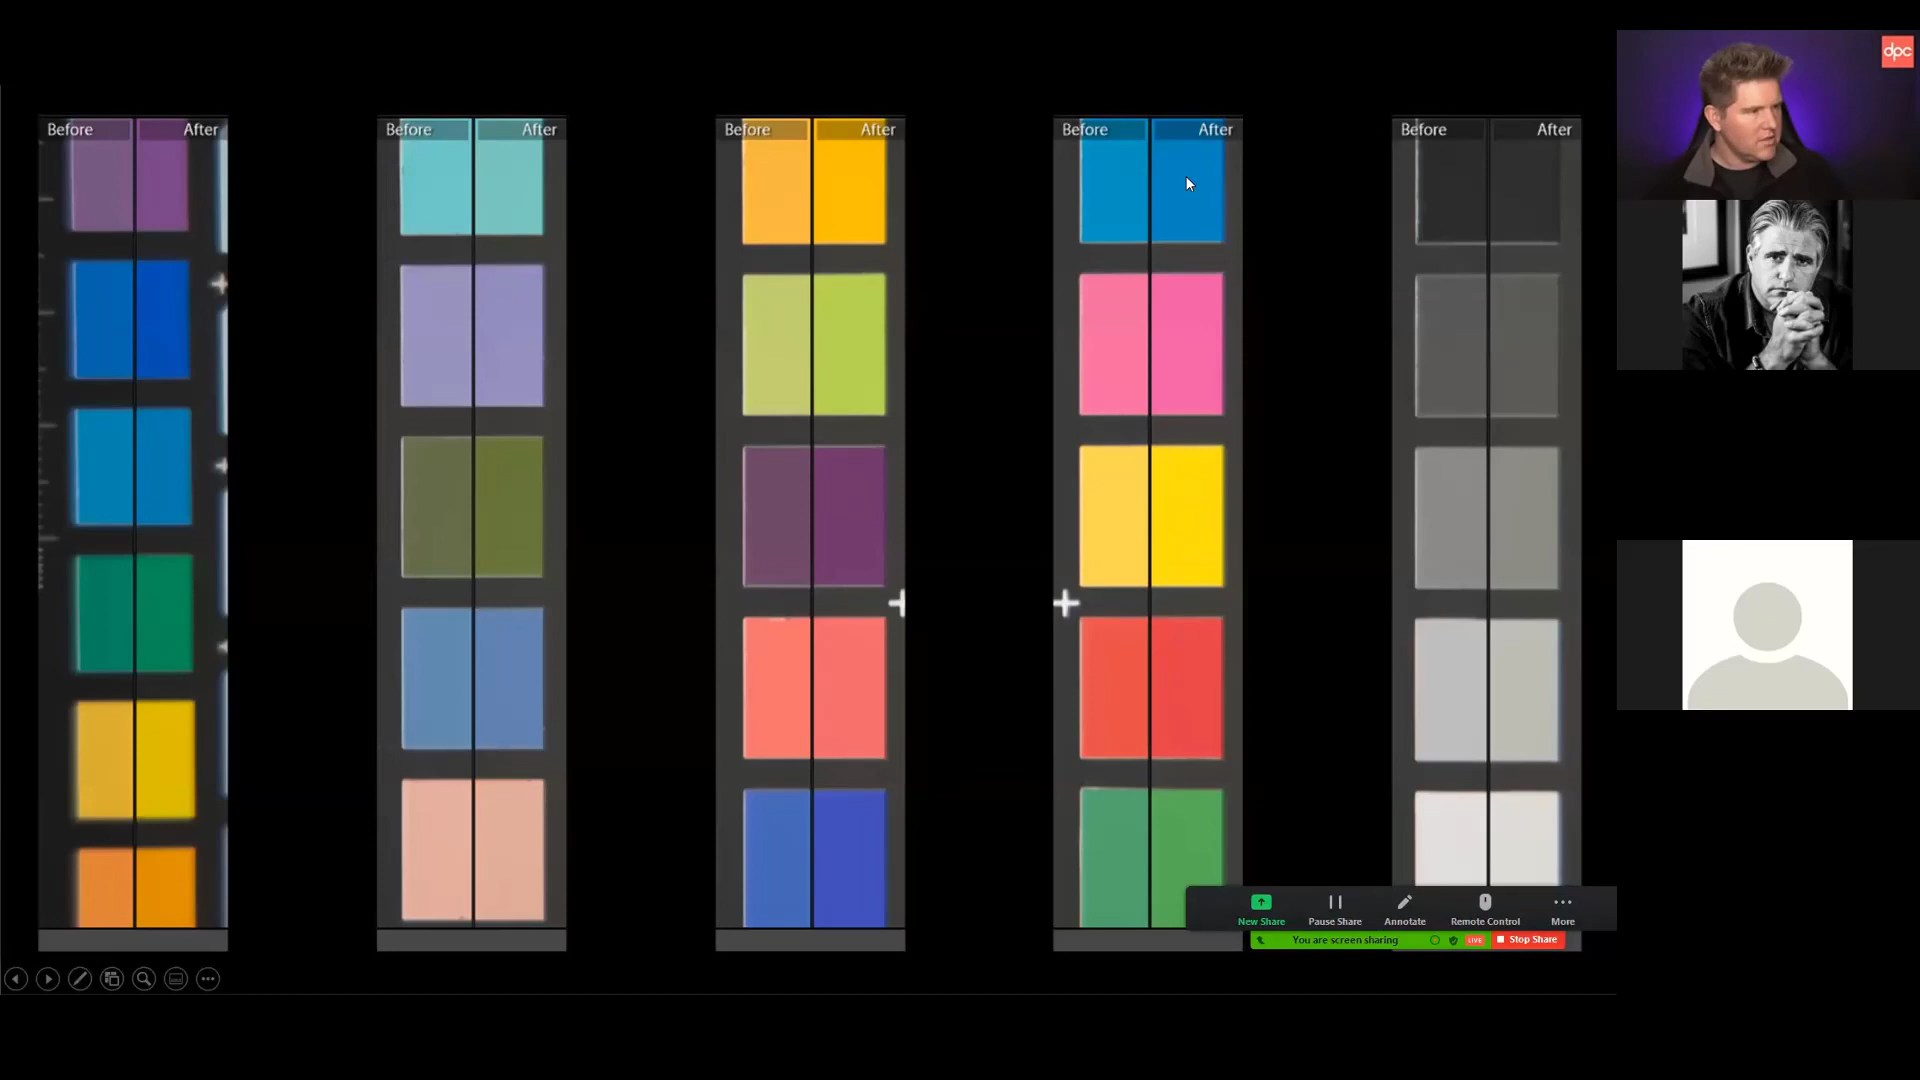 Before After
Before After
Before After
Before After
Before After
dpc
New Share
Pause Share
Annotate
Remote Control
More
You are screen sharing
LIVE
Stop Share